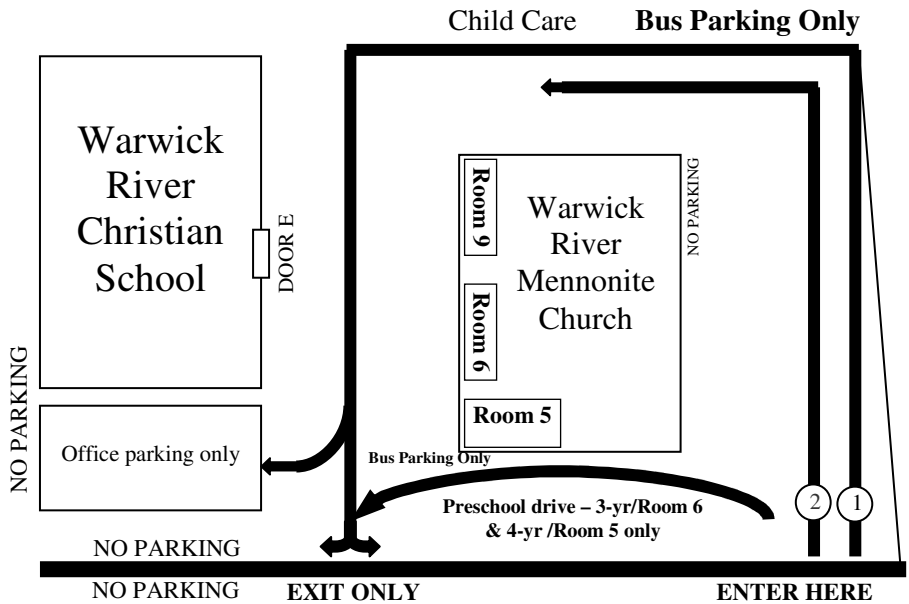 Child Care
Bus Parking Only
Warwick
River
Christian
School
DOOR E
NO PARKING
Office parking only
Room 9
Room 6
Room 5
Warwick
River
Mennonite
Church
NO PARKING
Bus Parking Only
Preschool drive – 3-yr/Room 6
& 4-yr /Room 5 only
2
1
NO PARKING
NO PARKING
EXIT ONLY
ENTER HERE